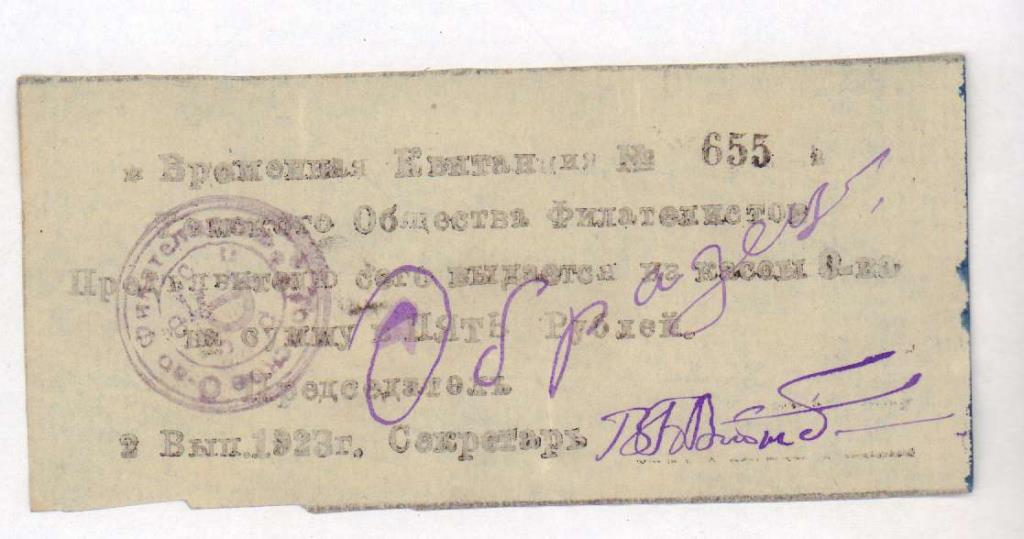 Временная Квитанция № 655
Общества Филателистов
Предъявителю сего выдается из кассы О-ва
на сумму ПЯТЬ Рублей.
Председатель
2 Вып.1923г. Секретарь
Образец.